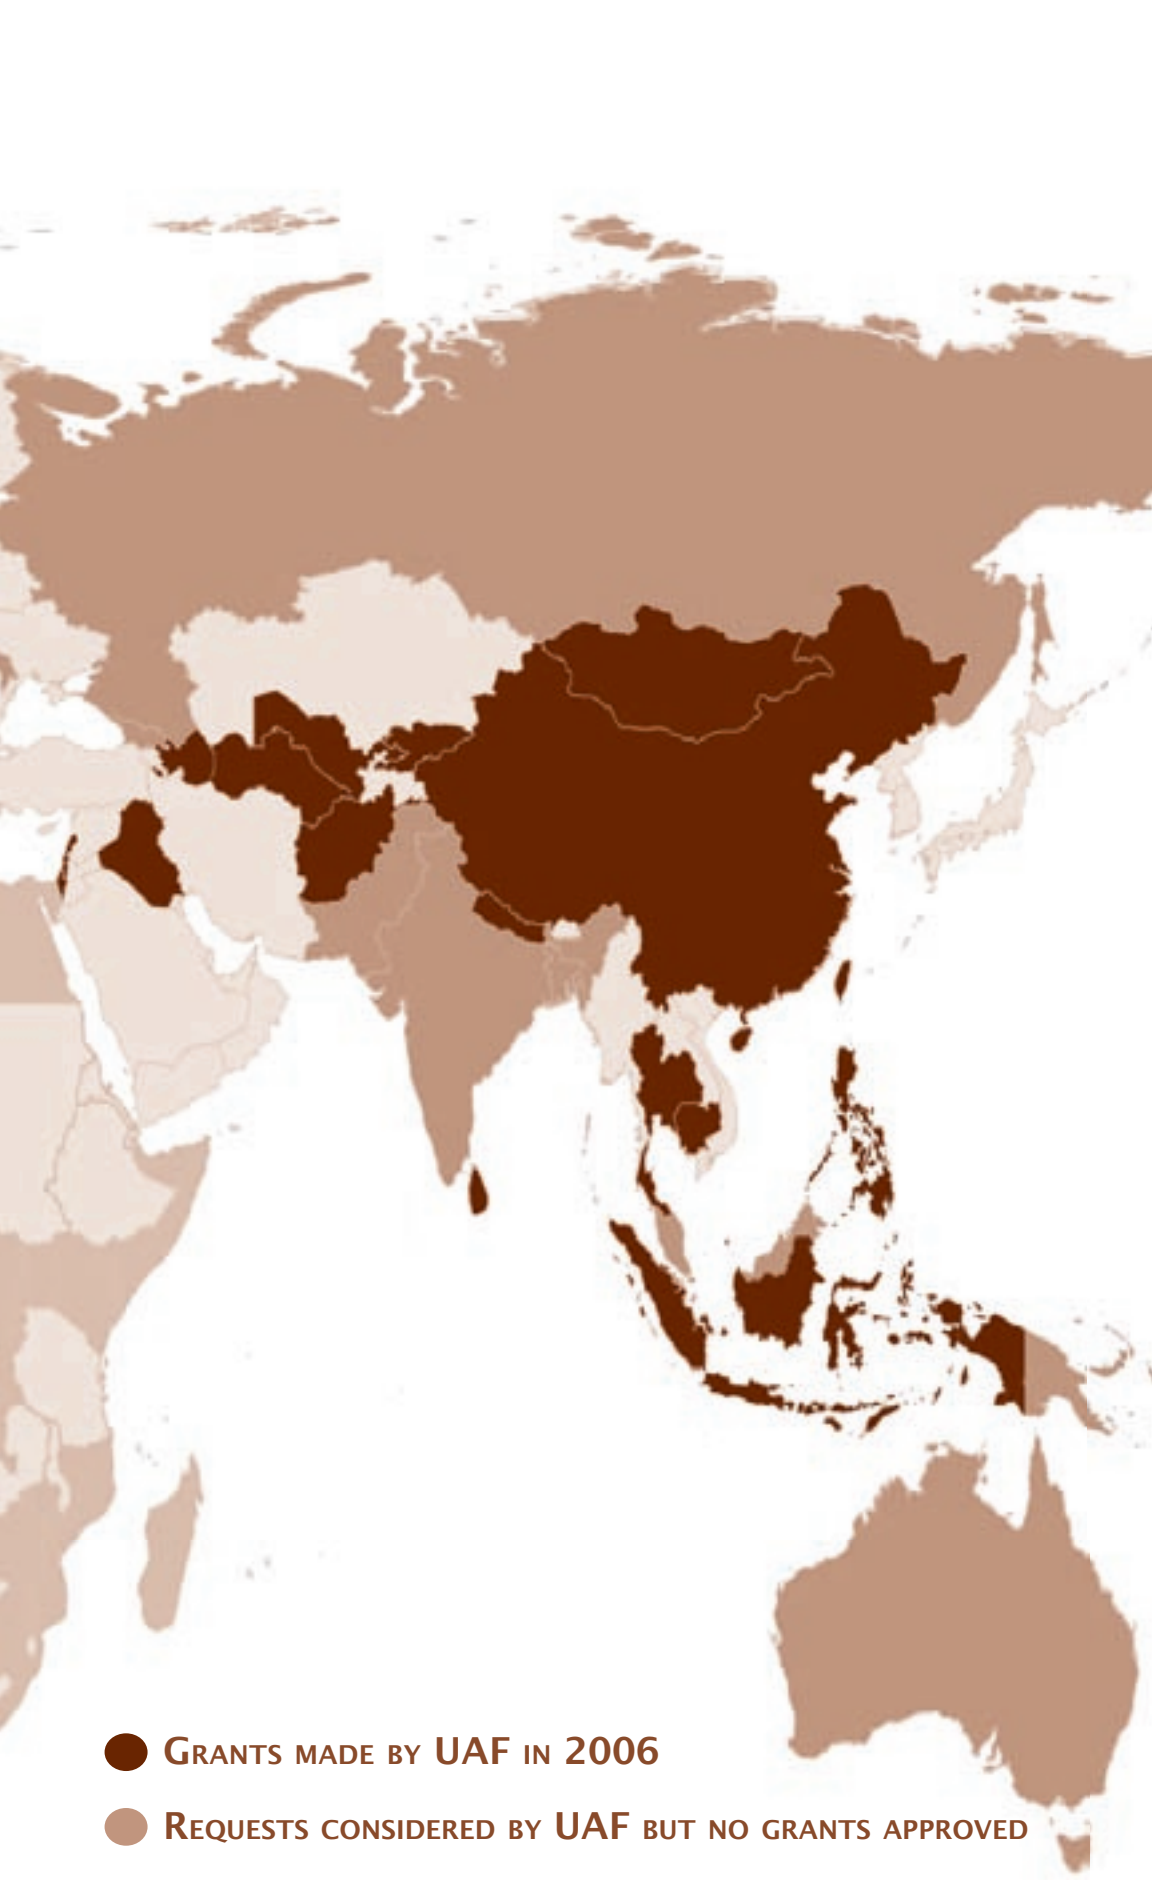 Grants made by UAF in 2006
Requests considered by UAF but no grants approved